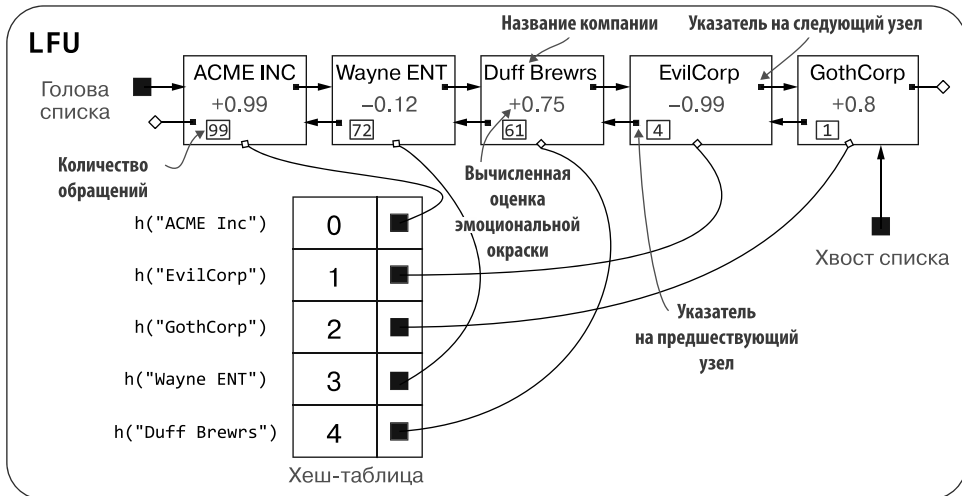 LFU
Название компании
Указатель на следующий узел
Голова
списка
ACME INC
+0.99
99
Wayne ENT
−0.12
72
Duff Brewrs
+0.75
61
EvilCorp
−0.99
4
GothCorp
+0.8
1
Количество
обращений
Вычисленная
оценка
эмоциональной
окраски
Хвост списка
Указатель
на предшествующий
узел
h("ACME Inc")
0
h("EvilCorp")
1
h("GothCorp")
2
h("Wayne ENT")
3
h("Duff Brewrs")
4
Хеш-таблица